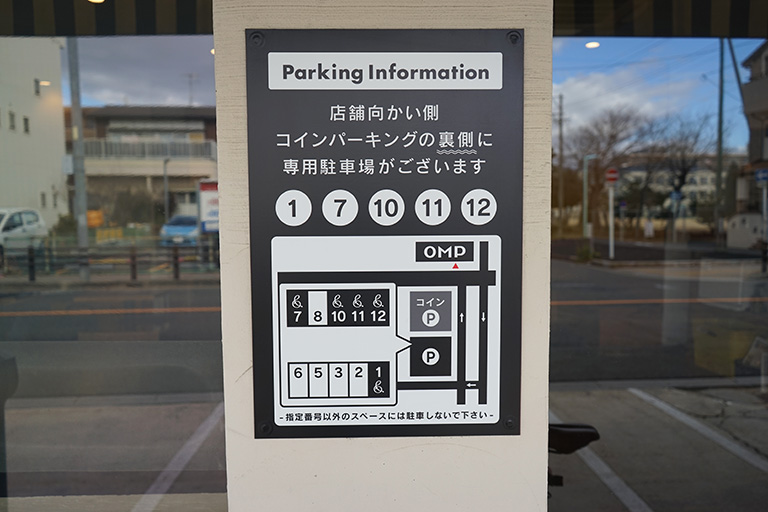 Parking Information
店舗向かい側
コインパーキングの裏側に
専用駐車場がございます
1 7 10 11 12
OMP
7 8 10 11 12
コイン
P
P
6 5 3 2 1
- 指定番号以外のスペースには駐車しないで下さい -